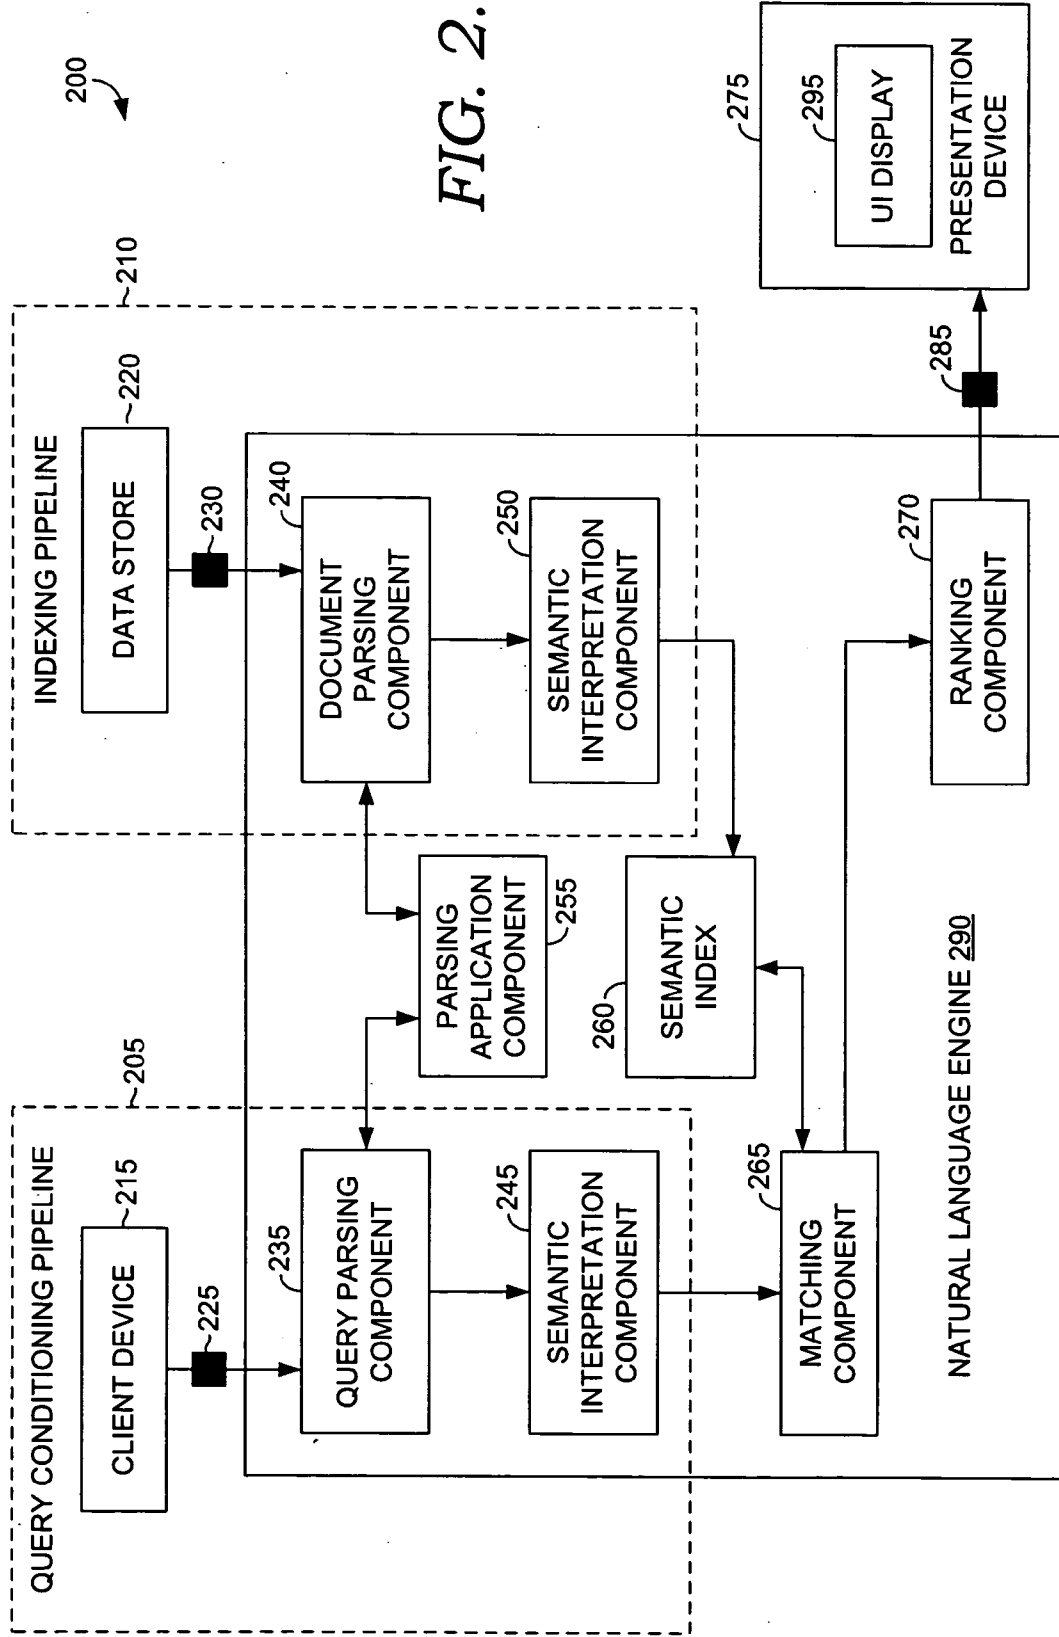 200
QUERY CONDITIONING PIPELINE
205
INDEXING PIPELINE
210
CLIENT DEVICE
215
DATA STORE
220
225
230
235
QUERY PARSING
COMPONENT
240
DOCUMENT
PARSING
COMPONENT
PARSING
APPLICATION
COMPONENT
255
245
SEMANTIC
INTERPRETATION
COMPONENT
250
SEMANTIC
INTERPRETATION
COMPONENT
260
SEMANTIC
INDEX
265
MATCHING
COMPONENT
270
RANKING
COMPONENT
NATURAL LANGUAGE ENGINE 290
285
275
295
UI DISPLAY
PRESENTATION
DEVICE
FIG. 2.